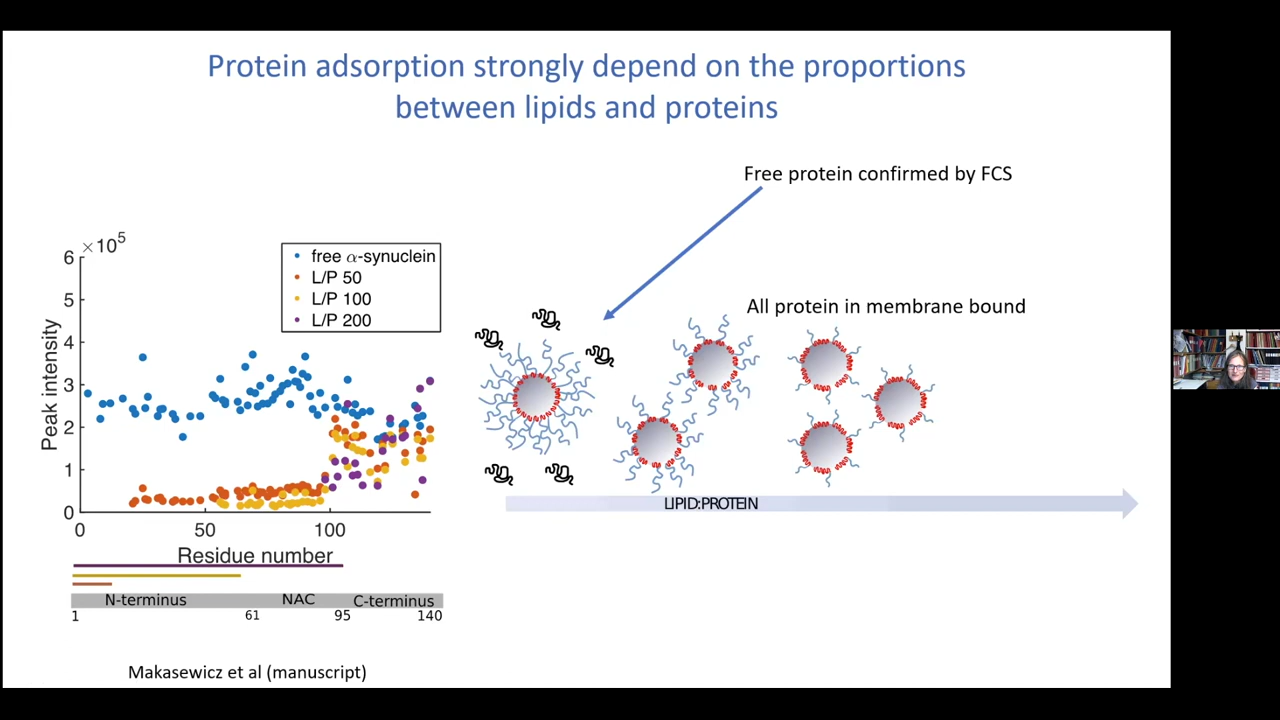 Protein adsorption strongly depend on the proportions
between lipids and proteins
Free protein confirmed by FCS
All protein in membrane bound
×10⁵
6
5
4
3
2
1
0
Peak intensity
free α-synuclein
L/P 50
L/P 100
L/P 200
0 50 100
Residue number
LIPID:PROTEIN
N-terminus NAC C-terminus
1 61 95 140
Makasewicz et al (manuscript)